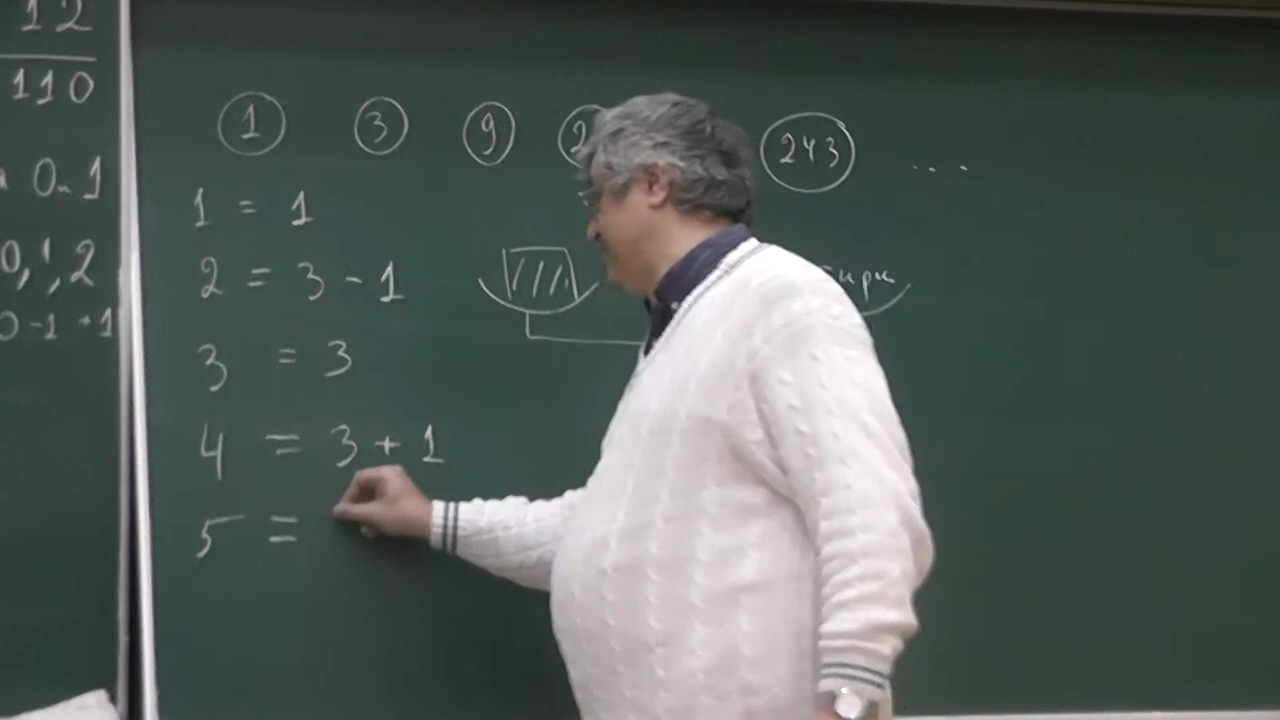 12
110
0 1
0, 1, 2
0 -1 +1
1 3 9 2 243 ...
1 = 1
2 = 3 - 1
3 = 3
4 = 3 + 1
5 =